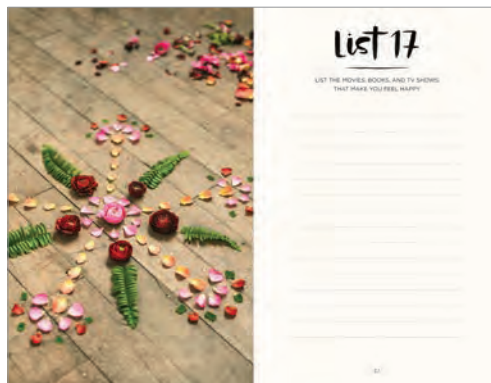 List 17
LIST THE MOVIES, BOOKS, AND TV SHOWS
THAT MAKE YOU FEEL HAPPY